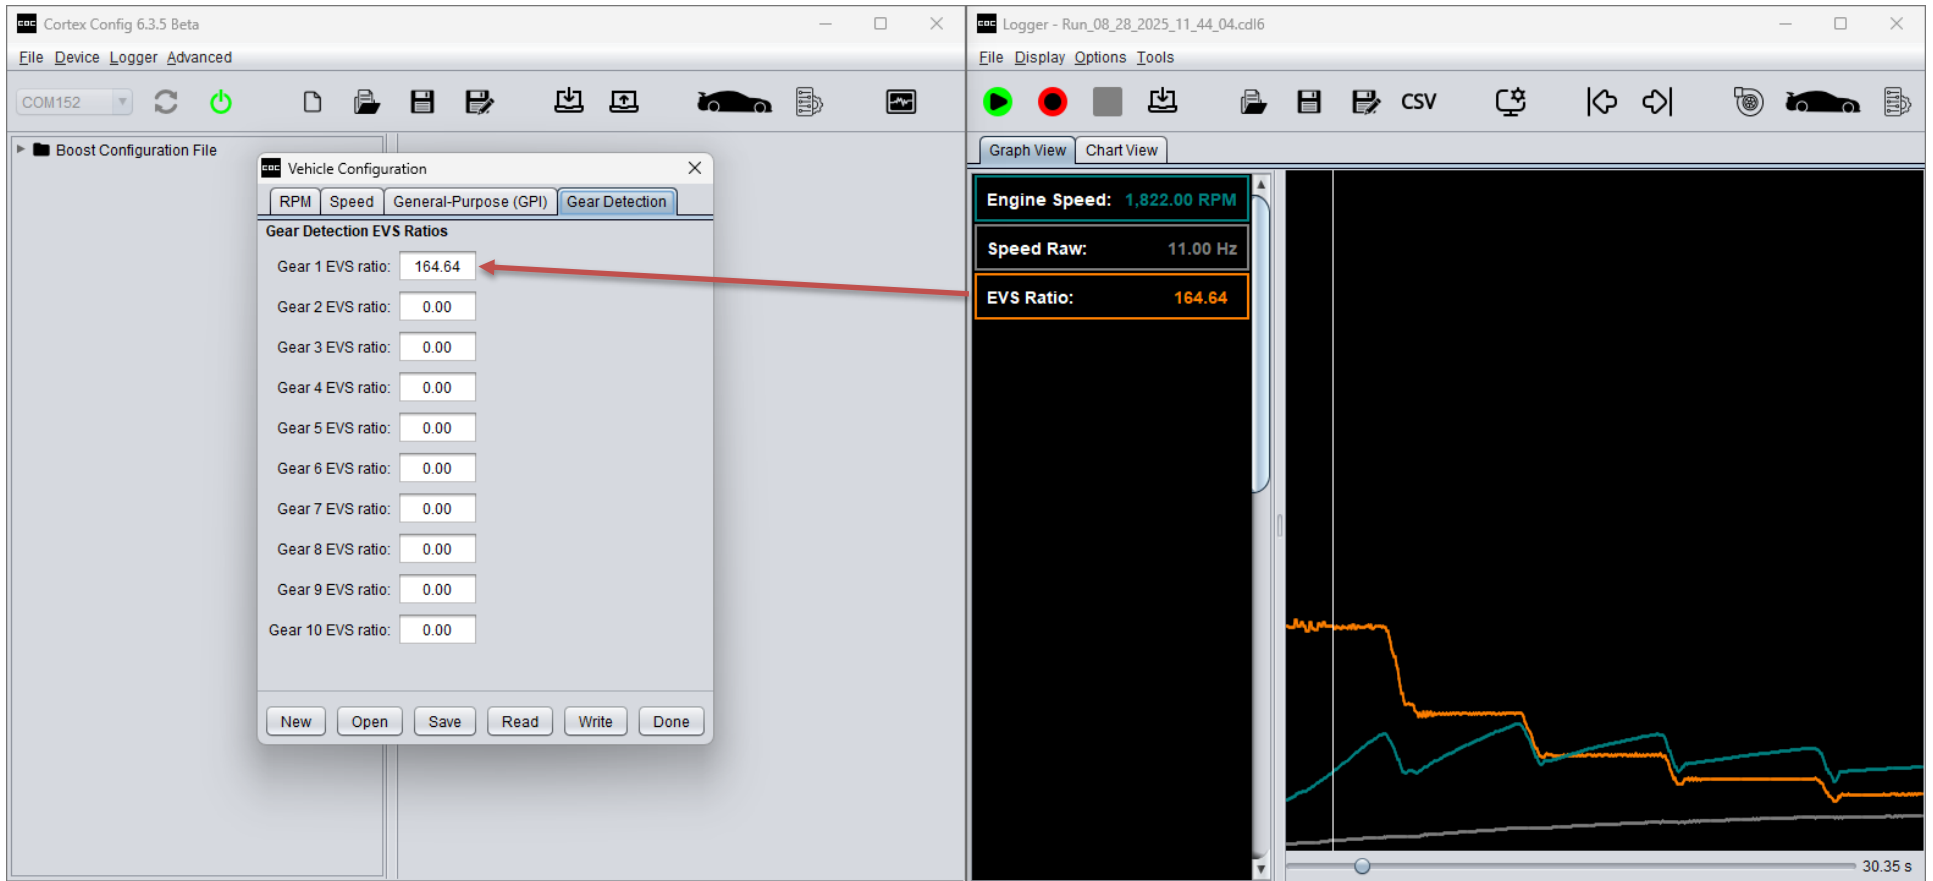 Cortex Config 6.3.5 Beta
File Device Logger Advanced
COM152
Boost Configuration File
Vehicle Configuration
RPM Speed General-Purpose (GPI) Gear Detection
Gear Detection EVS Ratios
Gear 1 EVS ratio: 164.64
Gear 2 EVS ratio: 0.00
Gear 3 EVS ratio: 0.00
Gear 4 EVS ratio: 0.00
Gear 5 EVS ratio: 0.00
Gear 6 EVS ratio: 0.00
Gear 7 EVS ratio: 0.00
Gear 8 EVS ratio: 0.00
Gear 9 EVS ratio: 0.00
Gear 10 EVS ratio: 0.00
New Open Save Read Write Done
Logger - Run_08_28_2025_11_44_04.cdl6
File Display Options Tools
CSV
Graph View Chart View
Engine Speed: 1,822.00 RPM
Speed Raw: 11.00 Hz
EVS Ratio: 164.64
30.35 s